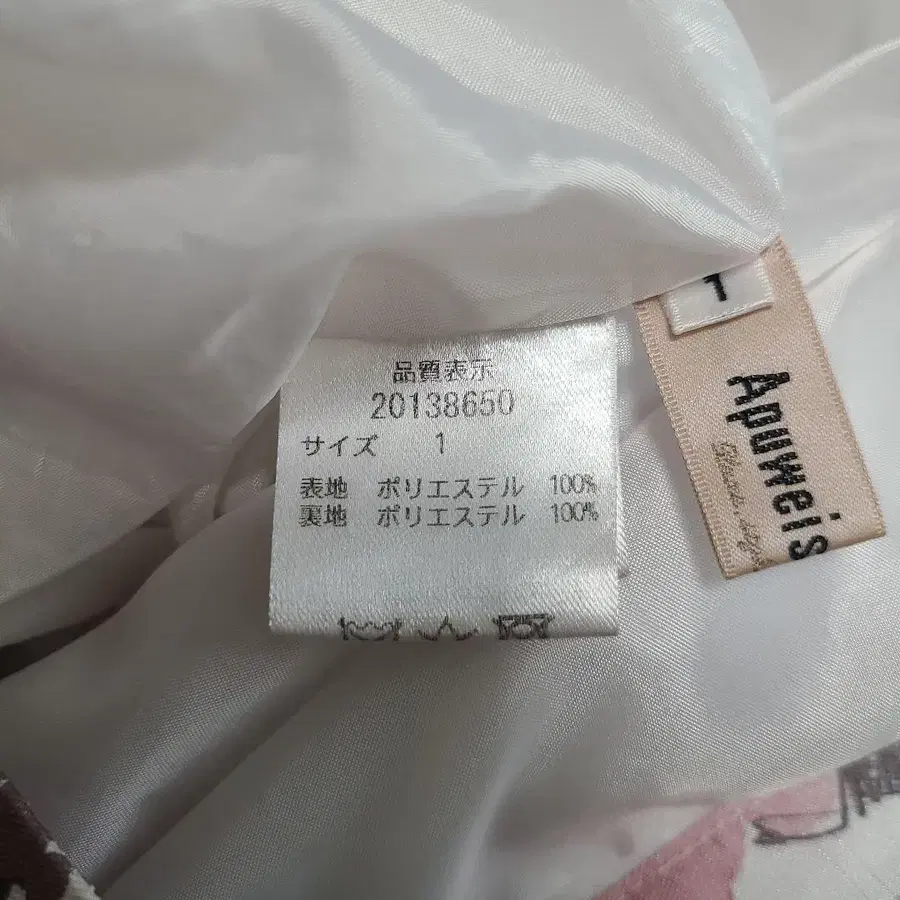 品質表示
20138650
サイズ 1
表地 ポリエステル 100%
裏地 ポリエステル 100%
1
Apuweis